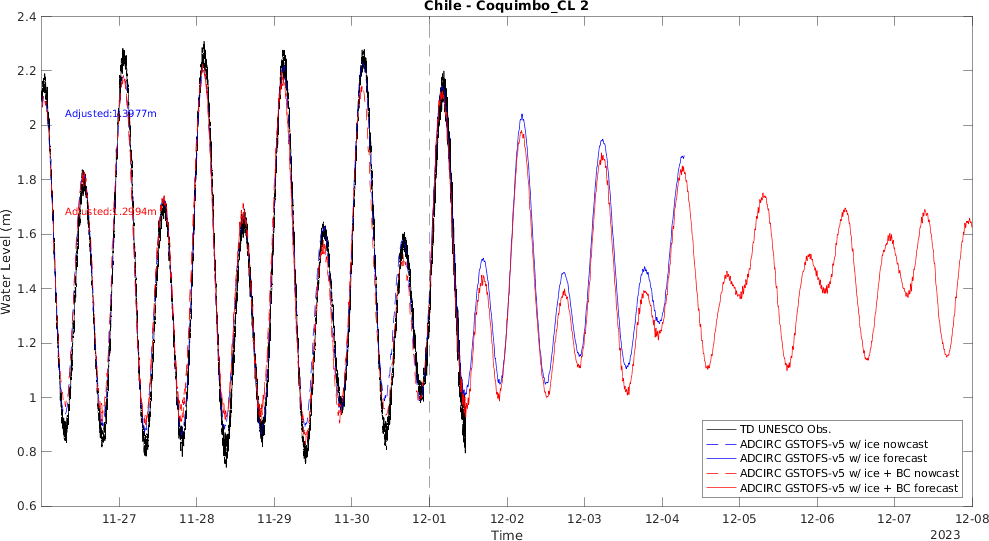 Chile - Coquimbo_CL 2
Water Level (m)
2.4
2.2
2
1.8
1.6
1.4
1.2
1
0.8
0.6
Adjusted:1.3977m
Adjusted:1.2994m
TD UNESCO Obs.
ADCIRC GSTOFS-v5 w/ ice nowcast
ADCIRC GSTOFS-v5 w/ ice forecast
ADCIRC GSTOFS-v5 w/ ice + BC nowcast
ADCIRC GSTOFS-v5 w/ ice + BC forecast
11-27 11-28 11-29 11-30 12-01 12-02 12-03 12-04 12-05 12-06 12-07 12-08
Time
2023